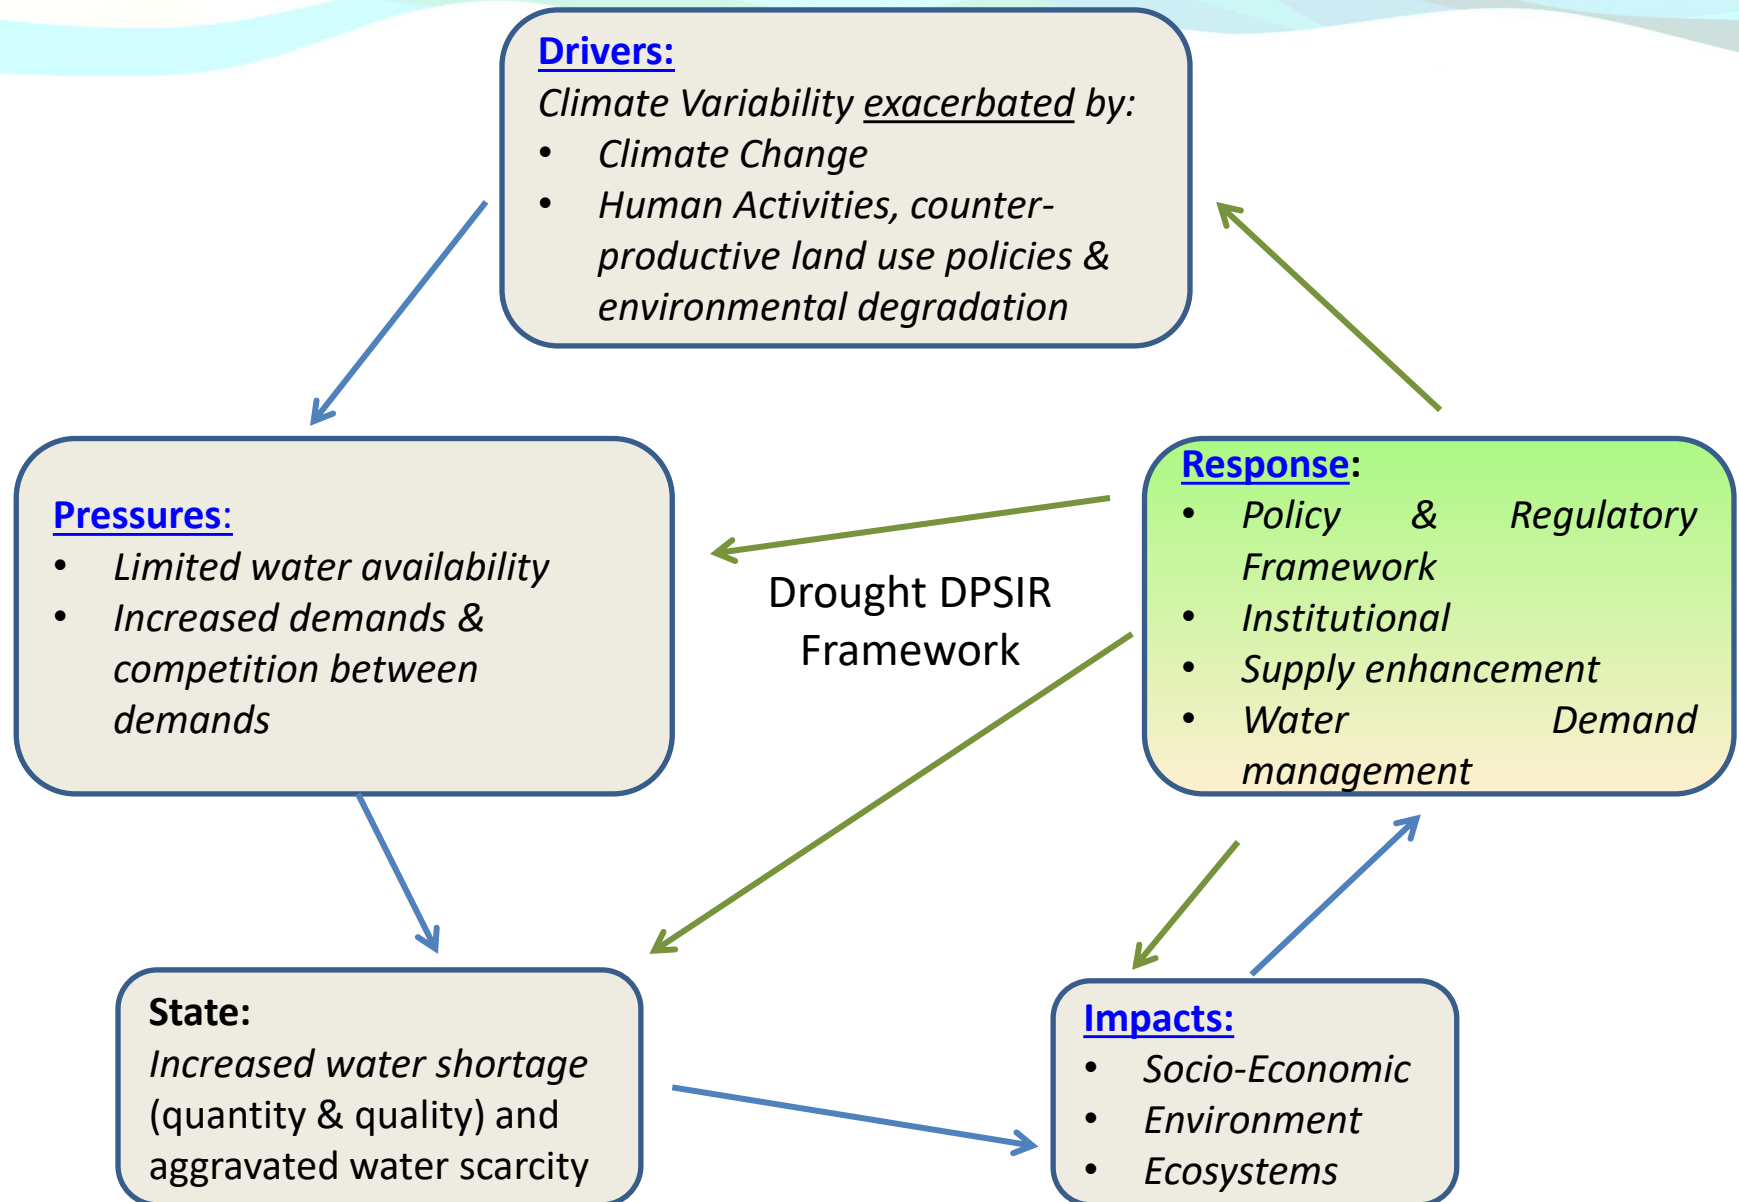 Drivers:
Climate Variability exacerbated by:
• Climate Change
• Human Activities, counter-
productive land use policies &
environmental degradation
Pressures:
• Limited water availability
• Increased demands &
competition between
demands
Drought DPSIR
Framework
Response:
• Policy & Regulatory
Framework
• Institutional
• Supply enhancement
• Water Demand
management
State:
Increased water shortage
(quantity & quality) and
aggravated water scarcity
Impacts:
• Socio-Economic
• Environment
• Ecosystems